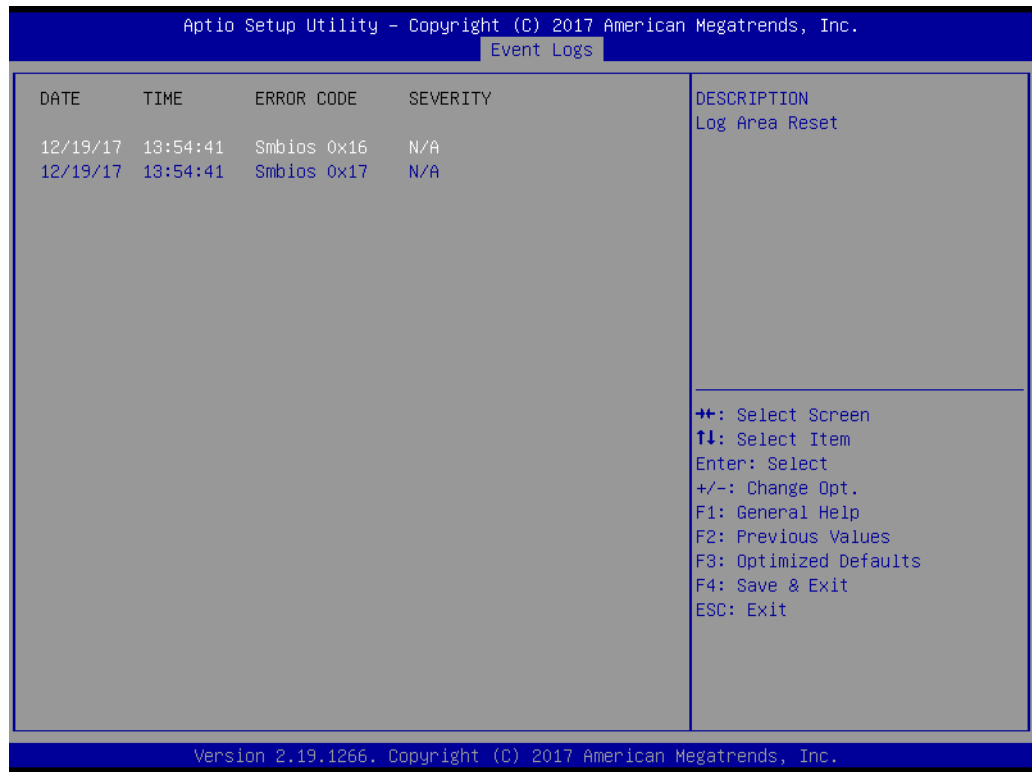 Aptio Setup Utility – Copyright (C) 2017 American Megatrends, Inc.
Event Logs
DATE TIME ERROR CODE SEVERITY
12/19/17 13:54:41 Smbios 0x16 N/A
12/19/17 13:54:41 Smbios 0x17 N/A
DESCRIPTION
Log Area Reset
→←: Select Screen
↑↓: Select Item
Enter: Select
+/-: Change Opt.
F1: General Help
F2: Previous Values
F3: Optimized Defaults
F4: Save & Exit
ESC: Exit
Version 2.19.1266. Copyright (C) 2017 American Megatrends, Inc.